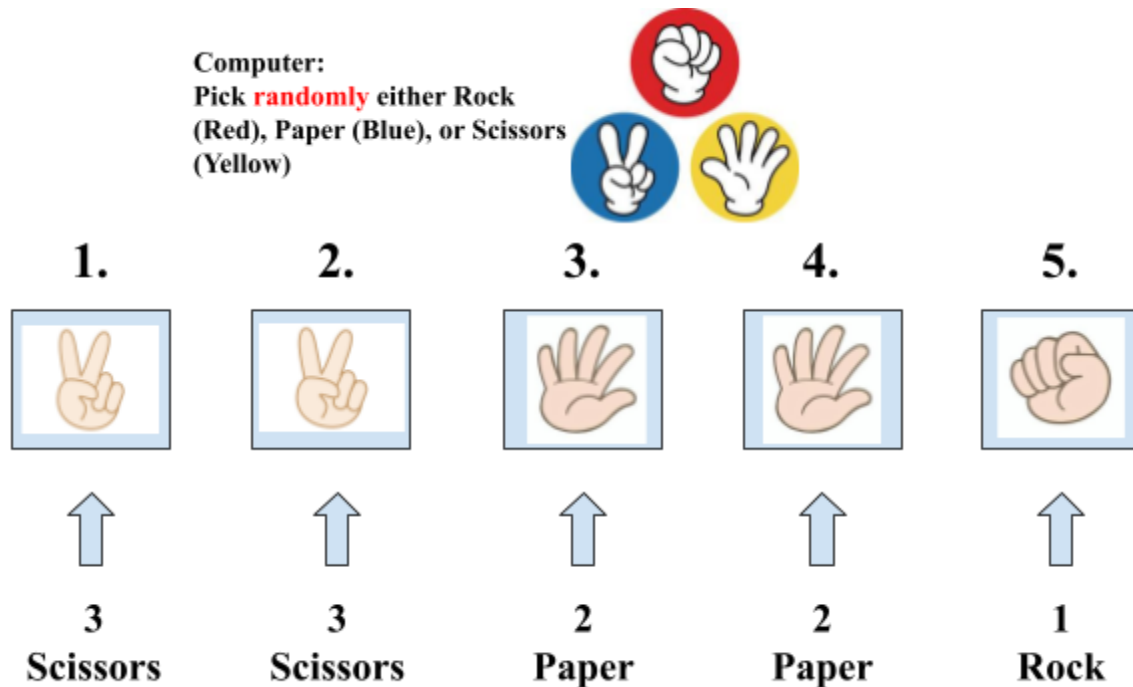 Computer:
Pick randomly either Rock
(Red), Paper (Blue), or Scissors
(Yellow)
1. 2. 3. 4. 5.
3 3 2 2 1
Scissors Scissors Paper Paper Rock